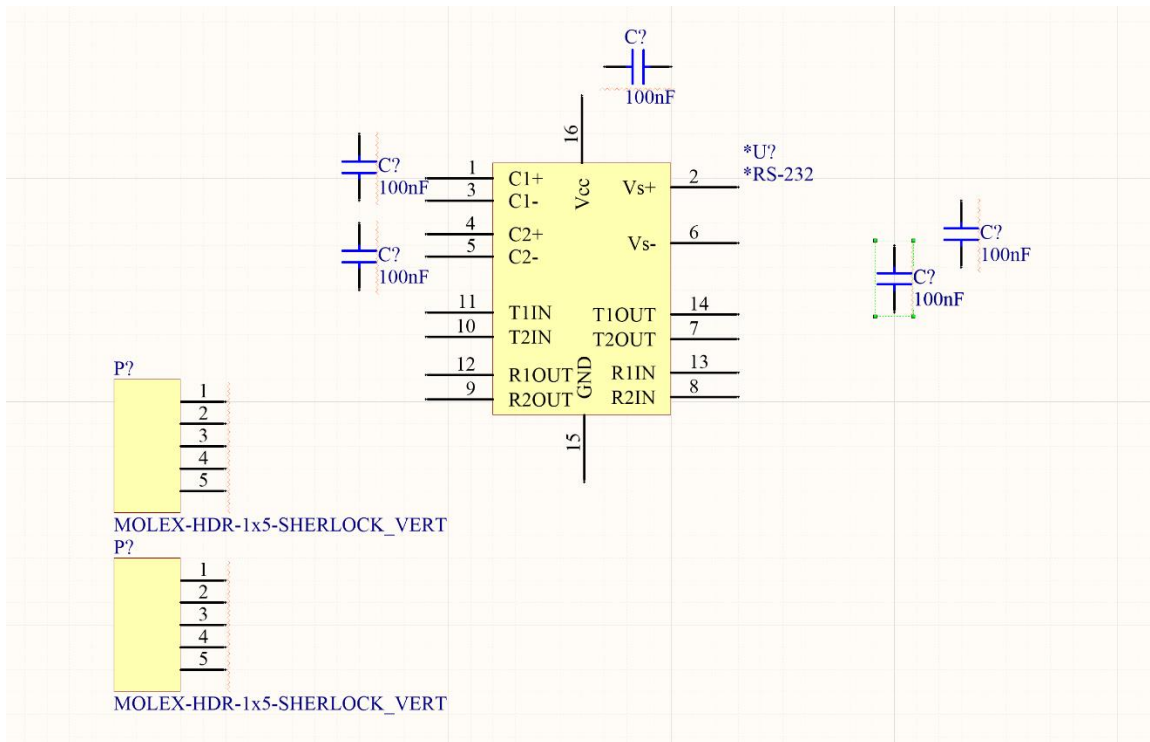 C?
100nF
16
Vcc
*U?
*RS-232
C?
100nF
C?
100nF
1
C1+
3
C1-
4
C2+
5
C2-
11
T1IN
10
T2IN
12
R1OUT
9
R2OUT
2
Vs+
6
Vs-
14
T1OUT
7
T2OUT
13
R1IN
8
R2IN
GND
15
C?
100nF
C?
100nF
P?
1
2
3
4
5
MOLEX-HDR-1x5-SHERLOCK_VERT
P?
1
2
3
4
5
MOLEX-HDR-1x5-SHERLOCK_VERT